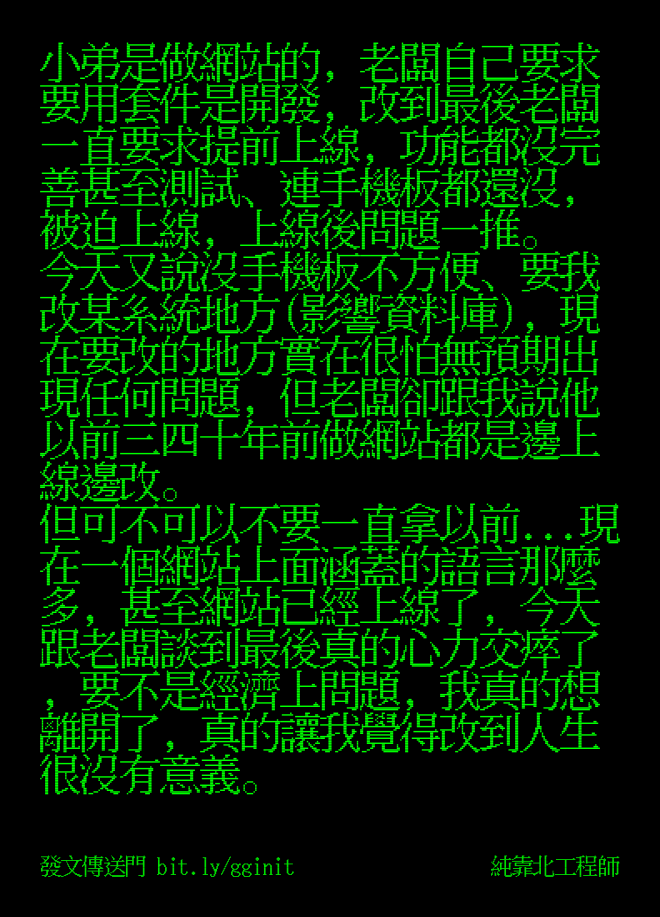 小弟是做網站的, 老闆自己要求
要用套件是開發, 改到最後老闆
一直要求提前上線, 功能都沒完
善甚至測試、連手機板都還沒,
被迫上線, 上線後問題一推。
今天又說沒手機板不方便、要我
改某糸統地方(影響資料庫), 現
在要改的地方實在很怕無預期出
現任何問題, 但老闆卻跟我說他
以前三四十年前做網站都是邊上
線邊改。
但可不可以不要一直拿以前...現
在一個網站上面涵蓋的語言那麼
多, 甚至網站已經上線了, 今天
跟老闆談到最後真的心力交瘁了
, 要不是經濟上問題, 我真的想
離開了, 真的讓我覺得改到人生
很沒有意義。
發文傳送門 bit.ly/gginit
純靠北工程師